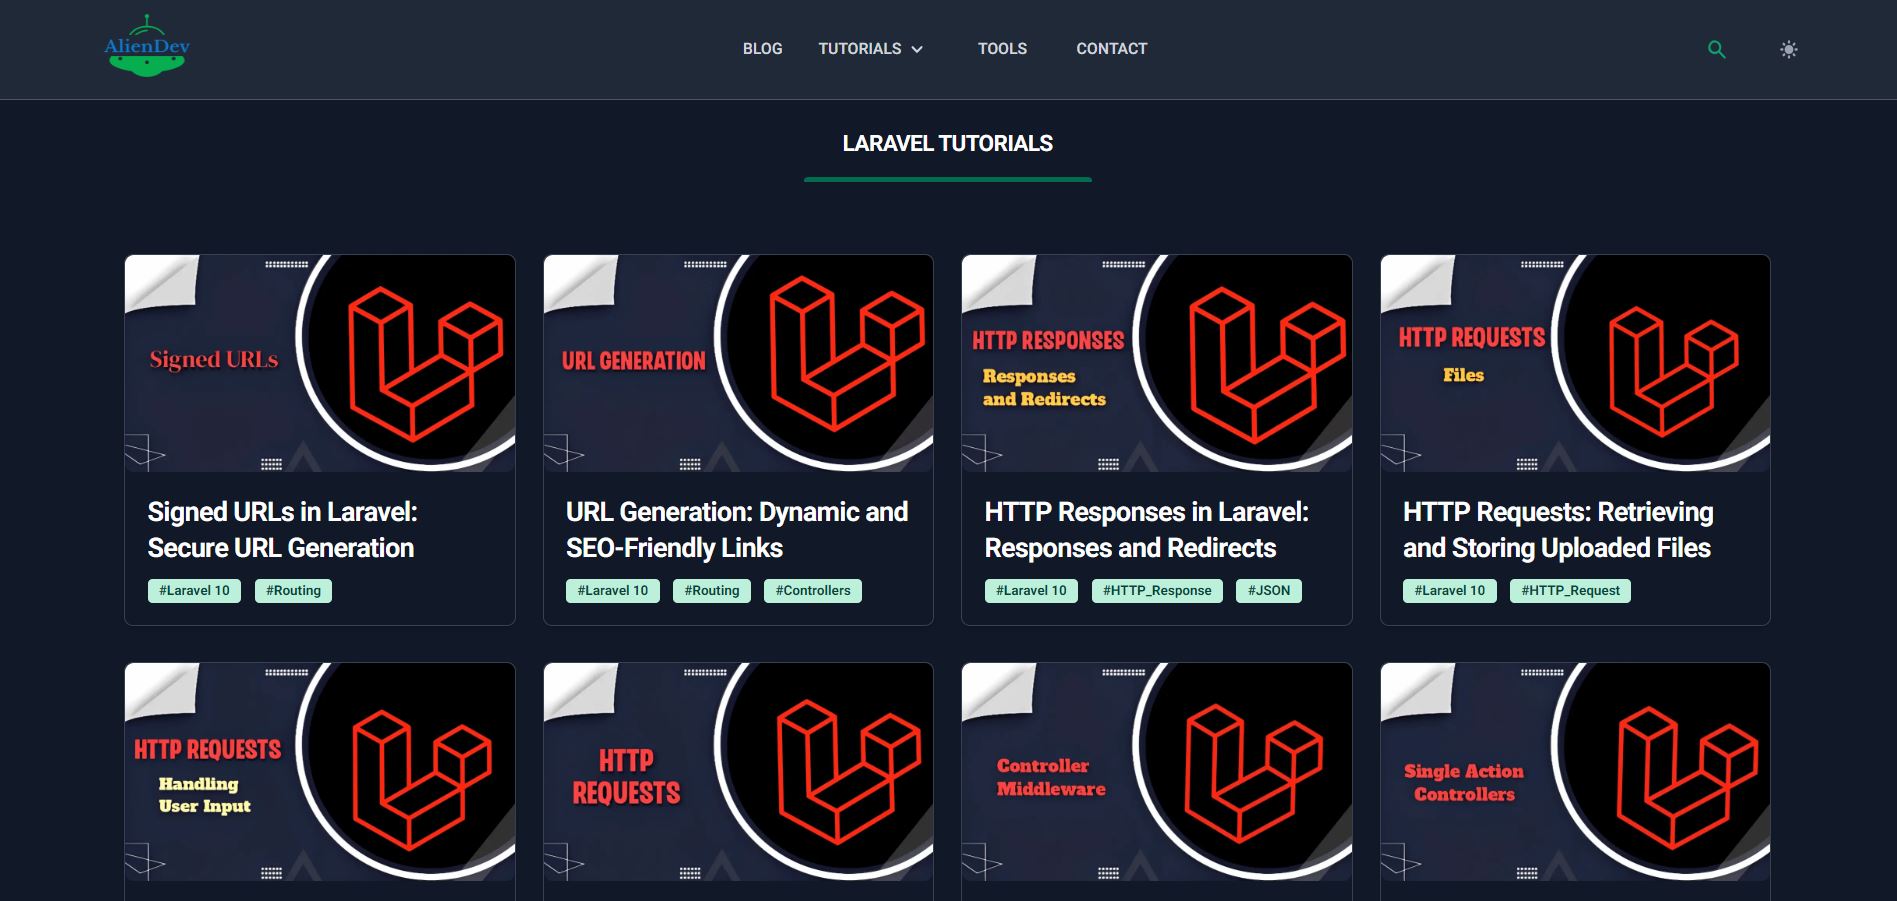 AlienDev
BLOG
TUTORIALS
TOOLS
CONTACT
LARAVEL TUTORIALS
Signed URLs
Signed URLs in Laravel:
Secure URL Generation
#Laravel 10
#Routing
URL GENERATION
URL Generation: Dynamic and
SEO-Friendly Links
#Laravel 10
#Routing
#Controllers
HTTP RESPONSES
Responses
and Redirects
HTTP Responses in Laravel:
Responses and Redirects
#Laravel 10
#HTTP_Response
#JSON
HTTP REQUESTS
Files
HTTP Requests: Retrieving
and Storing Uploaded Files
#Laravel 10
#HTTP_Request
HTTP REQUESTS
Handling
User Input
HTTP
REQUESTS
Controller
Middleware
Single Action
Controllers